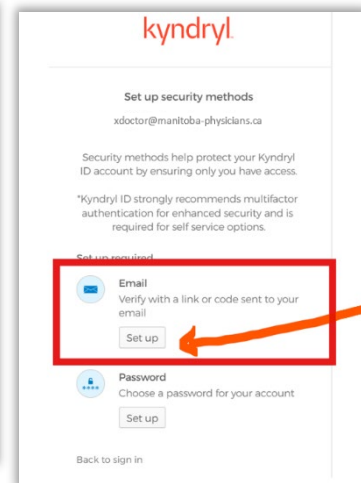 kyndryl.
Set up security methods
xdoctor@manitoba-physicians.ca
Security methods help protect your Kyndryl
ID account by ensuring only you have access.
*Kyndryl ID strongly recommends multifactor
authentication for enhanced security and is
required for self service options.
Set up required
Email
Verify with a link or code sent to your
email
Set up
Password
Choose a password for your account
Set up
Back to sign in